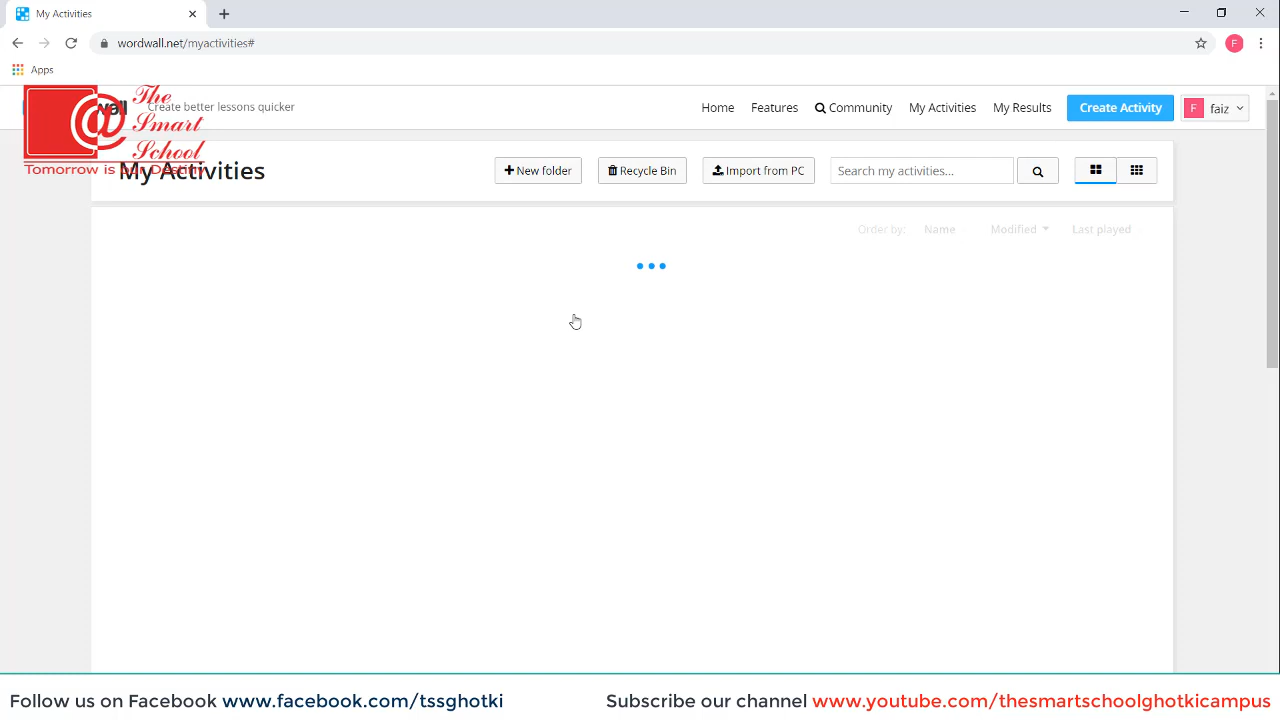 My Activities
wordwall.net/myactivities#
F
Apps
The
Smart
School
Tomorrow is our Destiny
Create better lessons quicker
Home
Features
Community
My Activities
My Results
Create Activity
F
faiz
My Activities
New folder
Recycle Bin
Import from PC
Search my activities...
Order by:
Name
Modified
Last played
Follow us on Facebook www.facebook.com/tssghotki
Subscribe our channel www.youtube.com/thesmartschoolghotkicampus